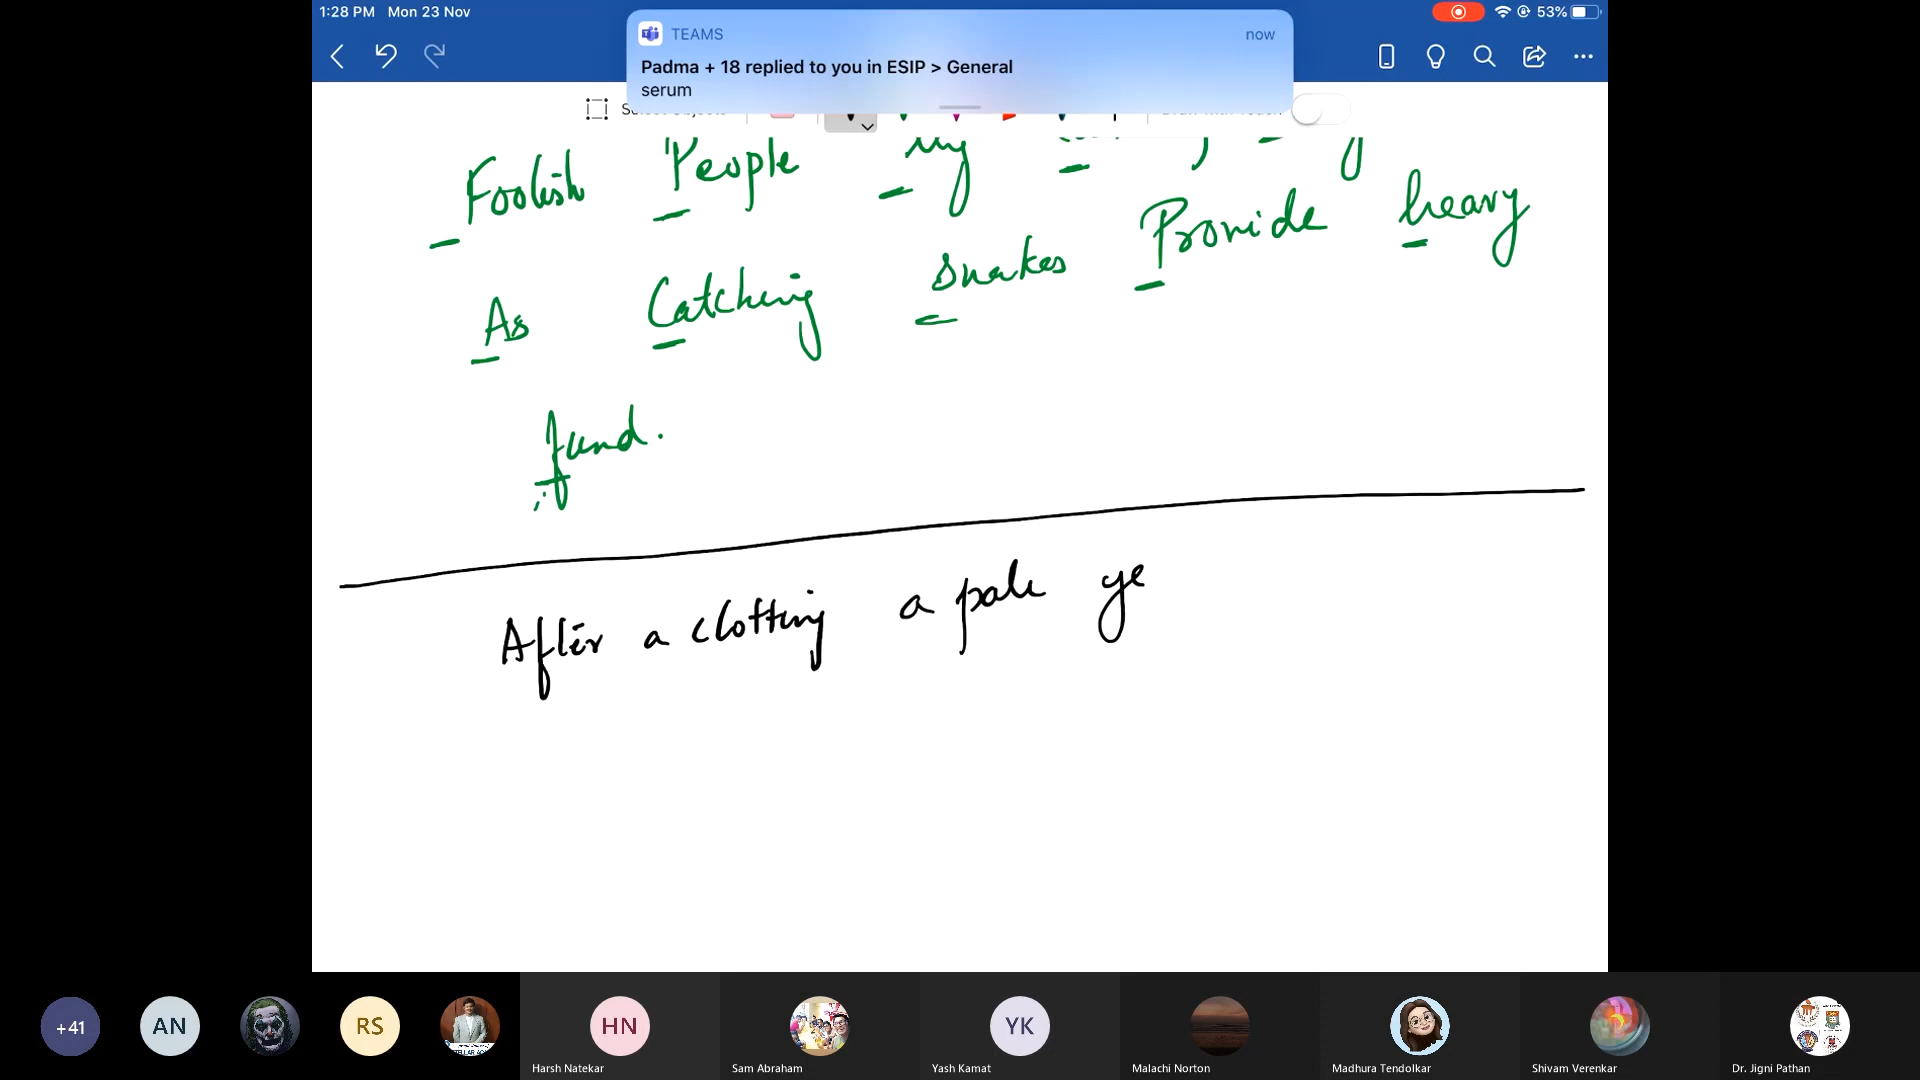 1:28 PM Mon 23 Nov
53%
TEAMS
now
Padma + 18 replied to you in ESIP > General
serum
Foolish People my
As Catching snakes Provide heavy
fund.
After a clotting a pale ye
+41
AN
RS
HN
YK
Harsh Natekar
Sam Abraham
Yash Kamat
Malachi Norton
Madhura Tendolkar
Shivam Verenkar
Dr. Jigni Pathan